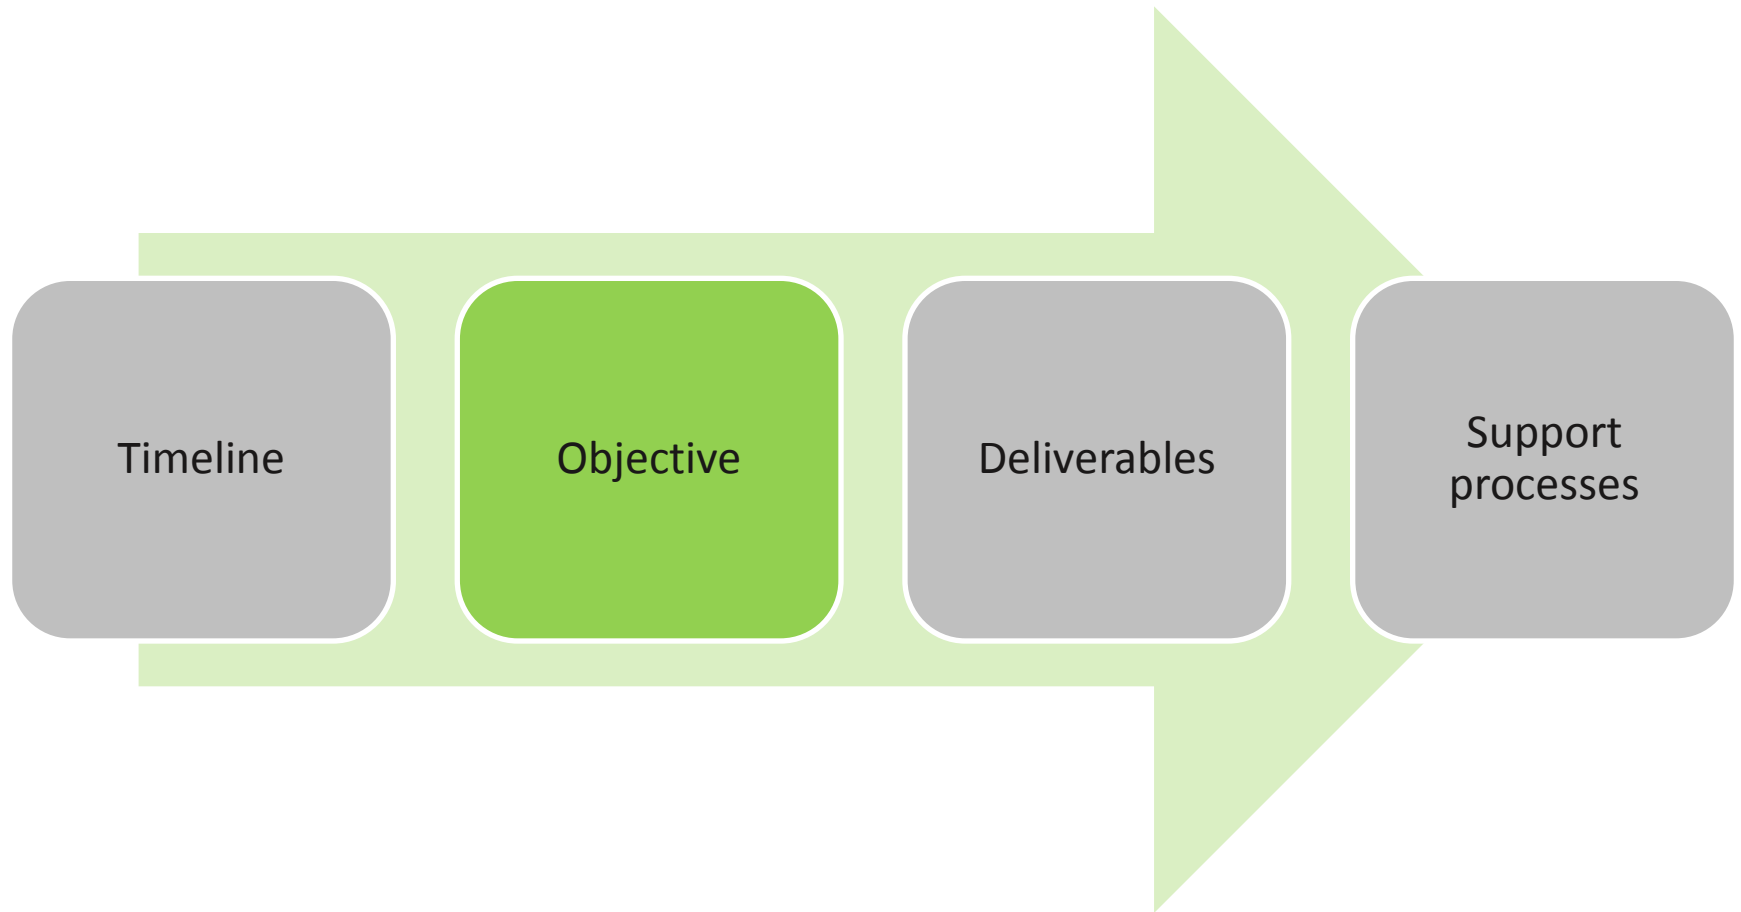 Timeline
Objective
Deliverables
Support
processes